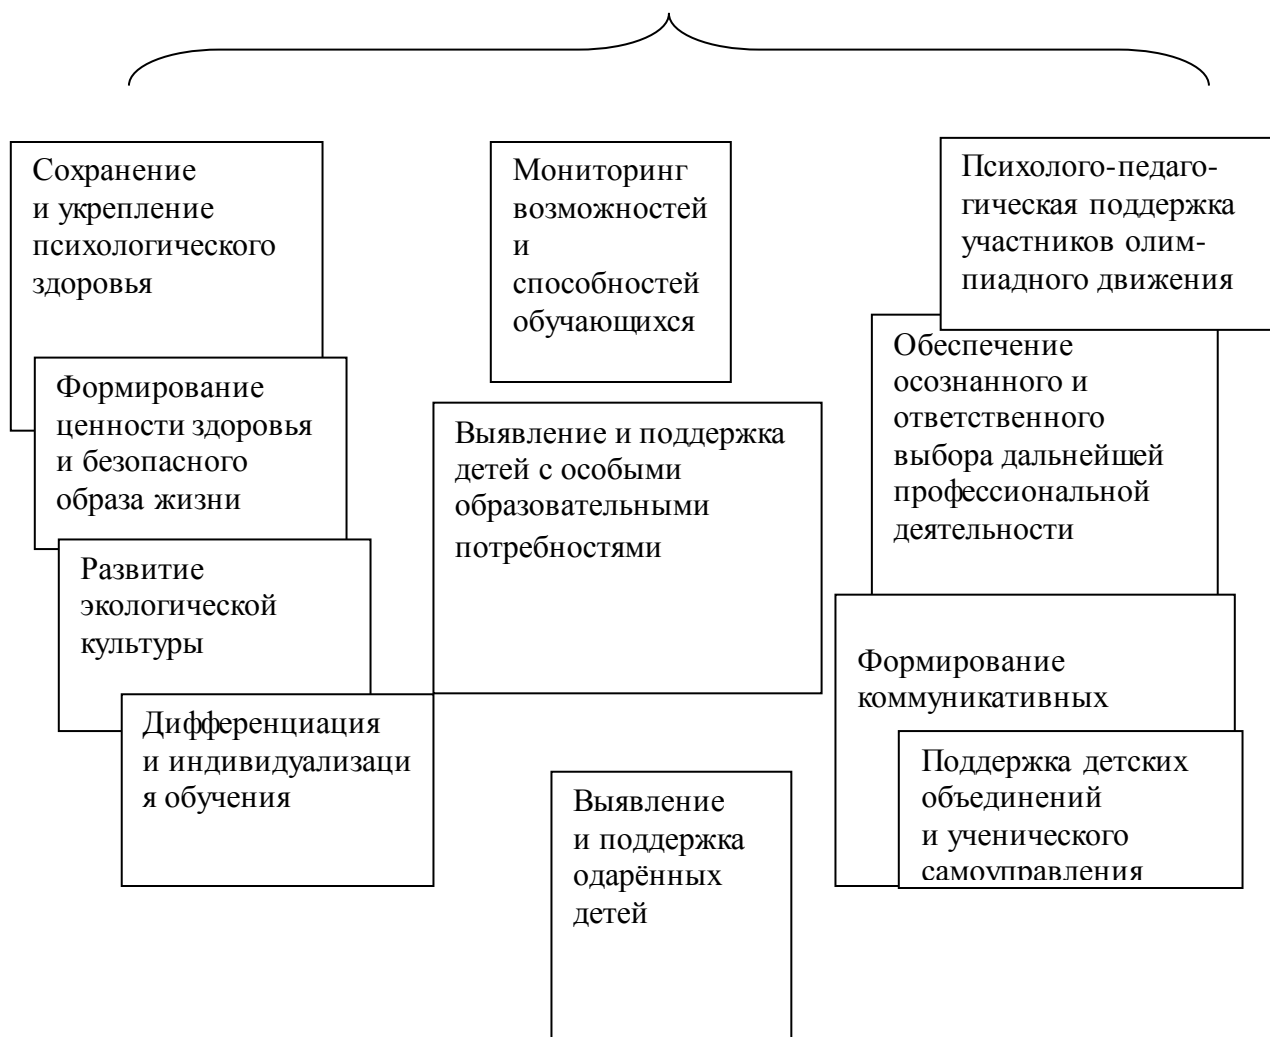 Сохранение
и укрепление
психологического
здоровья
Формирование
ценности здоровья
и безопасного
образа жизни
Развитие
экологической
культуры
Дифференциация
и индивидуализаци
я обучения
Мониторинг
возможностей
и
способностей
обучающихся
Выявление и поддержка
детей с особыми
образовательными
потребностями
Выявление
и поддержка
одарённых
детей
Психолого-педаго-
гическая поддержка
участников олим-
пиадного движения
Обеспечение
осознанного и
ответственного
выбора дальнейшей
профессиональной
деятельности
Формирование
коммуникативных
Поддержка детских
объединений
и ученического
самоуправления